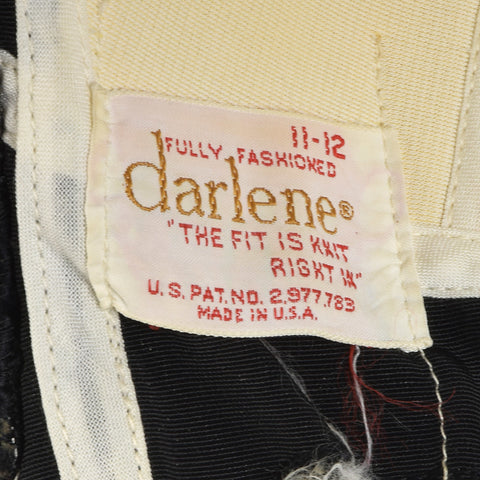 11-12
FULLY FASHIONED
darlene®
"THE FIT IS KNIT
RIGHT IN"
U.S. PAT. NO. 2,977,783
MADE IN U.S.A.